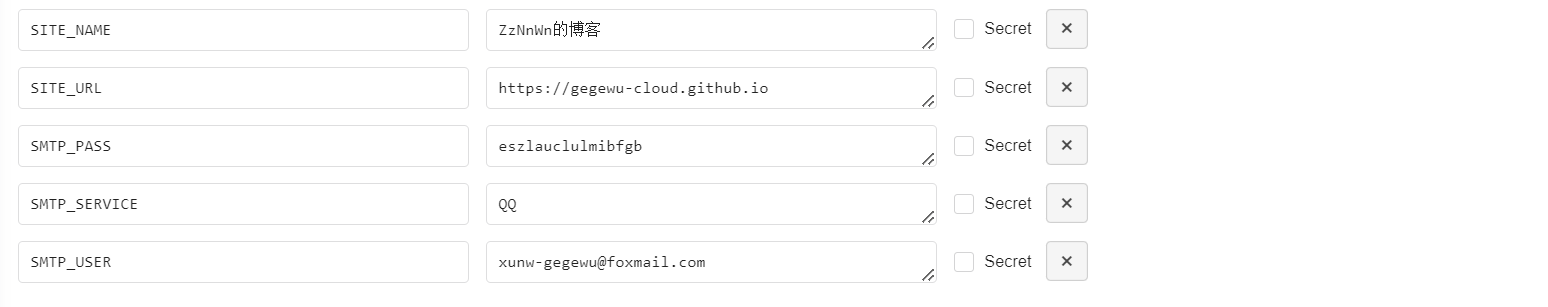 SITE_NAME ZzNnWn的博客 Secret ×
SITE_URL https://gegewu-cloud.github.io Secret ×
SMTP_PASS eszlauclulmibfgb Secret ×
SMTP_SERVICE QQ Secret ×
SMTP_USER xunw-gegewu@foxmail.com Secret ×